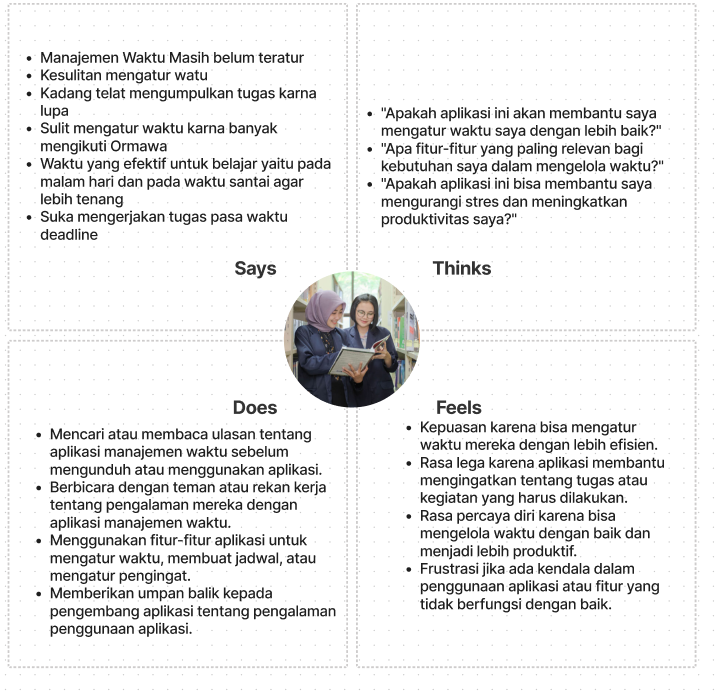 • Manajemen Waktu Masih belum teratur
• Kesulitan mengatur watu
• Kadang telat mengumpulkan tugas karna
lupa
• Sulit mengatur waktu karna banyak
mengikuti Ormawa
• Waktu yang efektif untuk belajar yaitu pada
malam hari dan pada waktu santai agar
lebih tenang
• Suka mengerjakan tugas pasa waktu
deadline
Says
• "Apakah aplikasi ini akan membantu saya
mengatur waktu saya dengan lebih baik?"
• "Apa fitur-fitur yang paling relevan bagi
kebutuhan saya dalam mengelola waktu?"
• "Apakah aplikasi ini bisa membantu saya
mengurangi stres dan meningkatkan
produktivitas saya?"
Thinks
Does
• Mencari atau membaca ulasan tentang
aplikasi manajemen waktu sebelum
mengunduh atau menggunakan aplikasi.
• Berbicara dengan teman atau rekan kerja
tentang pengalaman mereka dengan
aplikasi manajemen waktu.
• Menggunakan fitur-fitur aplikasi untuk
mengatur waktu, membuat jadwal, atau
mengatur pengingat.
• Memberikan umpan balik kepada
pengembang aplikasi tentang pengalaman
penggunaan aplikasi.
Feels
• Kepuasan karena bisa mengatur
waktu mereka dengan lebih efisien.
• Rasa lega karena aplikasi membantu
mengingatkan tentang tugas atau
kegiatan yang harus dilakukan.
• Rasa percaya diri karena bisa
mengelola waktu dengan baik dan
menjadi lebih produktif.
• Frustrasi jika ada kendala dalam
penggunaan aplikasi atau fitur yang
tidak berfungsi dengan baik.